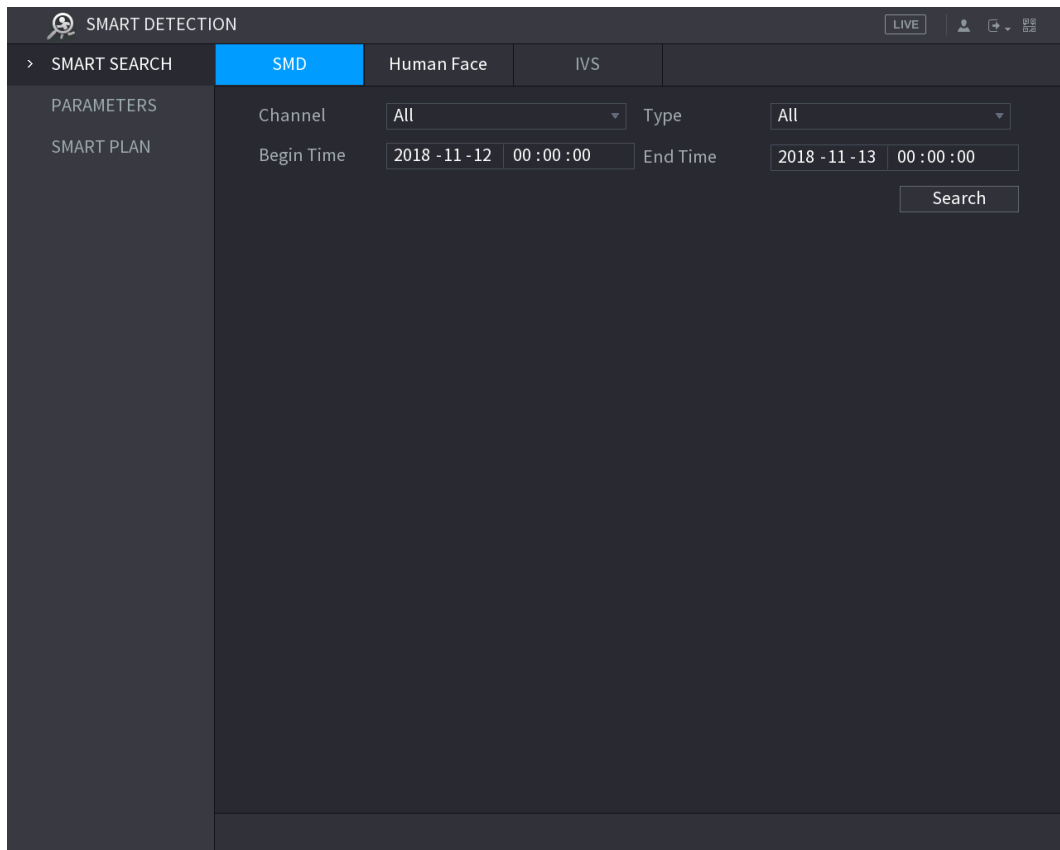 SMART DETECTION LIVE
SMART SEARCH SMD Human Face IVS
PARAMETERS
SMART PLAN
Channel All Type All
Begin Time 2018 -11 -12 00 : 00 : 00 End Time 2018 -11 -13 00 : 00 : 00
Search